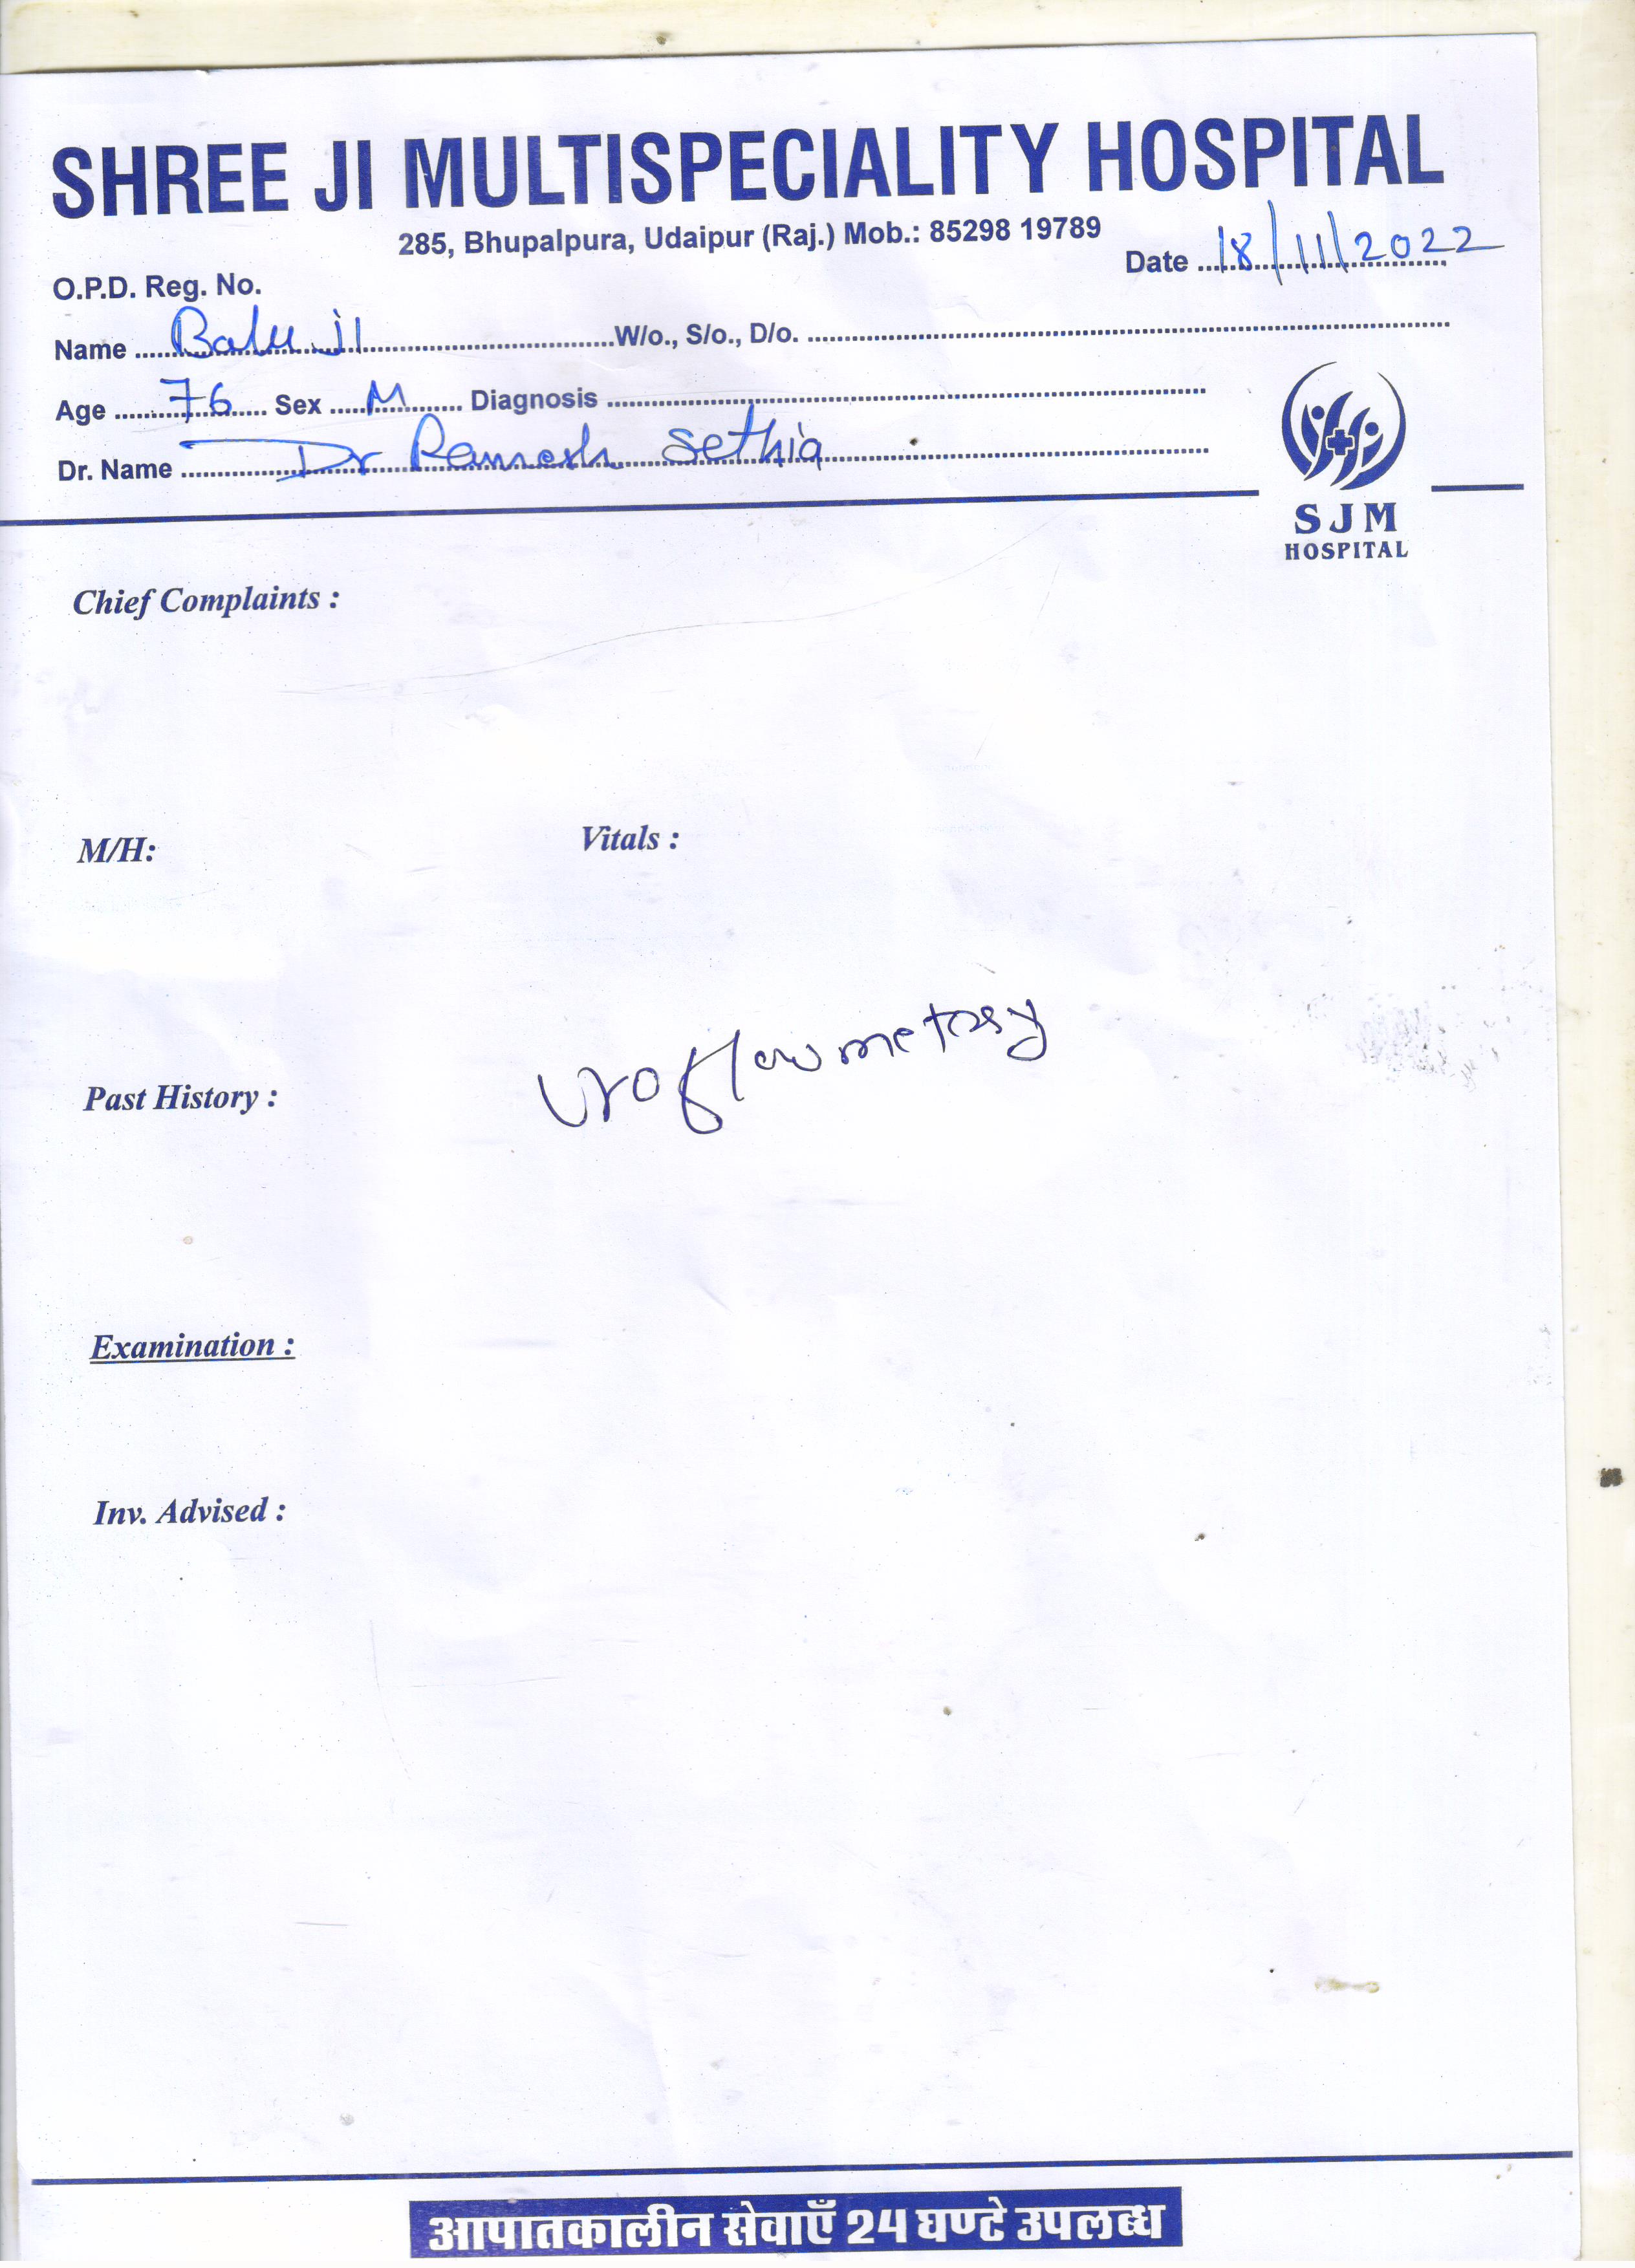 SHREE JI MULTISPECIALITY HOSPITAL
285, Bhupalpura, Udaipur (Raj.) Mob.: 85298 19789
Date 18/11/2022
O.P.D. Reg. No.
Name Balu Ji W/o., S/o., D/o.
Age 76 Sex M Diagnosis
Dr. Name Dr Ramesh Sethia
SJM
HOSPITAL
Chief Complaints :
M/H: Vitals :
Uroflowmetry
Past History :
Examination :
Inv. Advised :
आपातकालीन सेवाएँ 24 घण्टे उपलब्ध